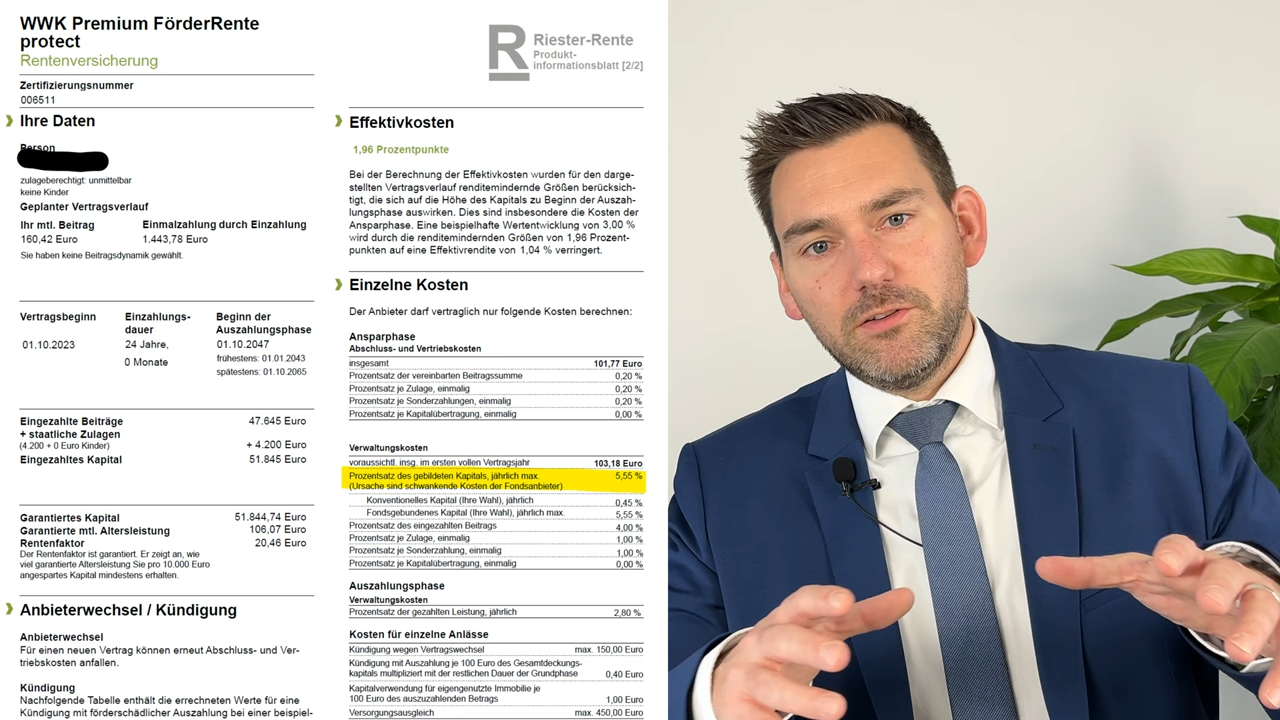 WWK Premium FörderRente
protect
Rentenversicherung
Zertifizierungsnummer
006511
Ihre Daten
Person
zulageberechtigt: unmittelbar
keine Kinder
Geplanter Vertragsverlauf
Ihr mtl. Beitrag Einmalzahlung durch Einzahlung
160,42 Euro 1.443,78 Euro
Sie haben keine Beitragsdynamik gewählt.
Vertragsbeginn Einzahlungs- Beginn der
dauer Auszahlungsphase
01.10.2023 24 Jahre, 01.10.2047
0 Monate frühestens: 01.01.2043
spätestens: 01.10.2065
Eingezahlte Beiträge 47.645 Euro
+ staatliche Zulagen + 4.200 Euro
(4.200 + 0 Euro Kinder)
Eingezahltes Kapital 51.845 Euro
Garantiertes Kapital 51.844,74 Euro
Garantierte mtl. Altersleistung 106,07 Euro
Rentenfaktor 20,46 Euro
Der Rentenfaktor ist garantiert. Er zeigt an, wie
viel garantierte Altersleistung Sie pro 10.000 Euro
angespartes Kapital mindestens erhalten.
Anbieterwechsel / Kündigung
Anbieterwechsel
Für einen neuen Vertrag können erneut Abschluss- und Ver-
triebskosten anfallen.
Kündigung
Nachfolgende Tabelle enthält die errechneten Werte für eine
Kündigung mit förderschädlicher Auszahlung bei einer beispiel-
R Riester-Rente
Produkt-
informationsblatt [2/2]
Effektivkosten
1,96 Prozentpunkte
Bei der Berechnung der Effektivkosten wurden für den darge-
stellten Vertragsverlauf renditemindernde Größen berücksich-
tigt, die sich auf die Höhe des Kapitals zu Beginn der Auszah-
lungsphase auswirken. Dies sind insbesondere die Kosten der
Ansparphase. Eine beispielhafte Wertentwicklung von 3,00 %
wird durch die renditemindernden Größen von 1,96 Prozent-
punkten auf eine Effektivrendite von 1,04 % verringert.
Einzelne Kosten
Der Anbieter darf vertraglich nur folgende Kosten berechnen:
Ansparphase
Abschluss- und Vertriebskosten
insgesamt 101,77 Euro
Prozentsatz der vereinbarten Beitragssumme 0,20 %
Prozentsatz je Zulage, einmalig 0,20 %
Prozentsatz je Sonderzahlungen, einmalig 0,20 %
Prozentsatz je Kapitalübertragung, einmalig 0,00 %
Verwaltungskosten
voraussichtl. insg. im ersten vollen Vertragsjahr 103,18 Euro
Prozentsatz des gebildeten Kapitals, jährlich max. 5,55 %
(Ursache sind schwankende Kosten der Fondsanbieter)
Konventionelles Kapital (Ihre Wahl), jährlich 0,45 %
Fondsgebundenes Kapital (Ihre Wahl), jährlich max. 5,55 %
Prozentsatz des eingezahlten Beitrags 4,00 %
Prozentsatz je Zulage, einmalig 1,00 %
Prozentsatz je Sonderzahlung, einmalig 1,00 %
Prozentsatz je Kapitalübertragung, einmalig 0,00 %
Auszahlungsphase
Verwaltungskosten
Prozentsatz der gezahlten Leistung, jährlich 2,80 %
Kosten für einzelne Anlässe
Kündigung wegen Vertragswechsel max. 150,00 Euro
Kündigung mit Auszahlung je 100 Euro des Gesamtdeckungs-
kapitals multipliziert mit der restlichen Dauer der Grundphase 0,40 Euro
Kapitalverwendung für eigengenutzte Immobilie je
100 Euro des auszuzahlenden Betrags 1,00 Euro
Versorgungsausgleich max. 450,00 Euro